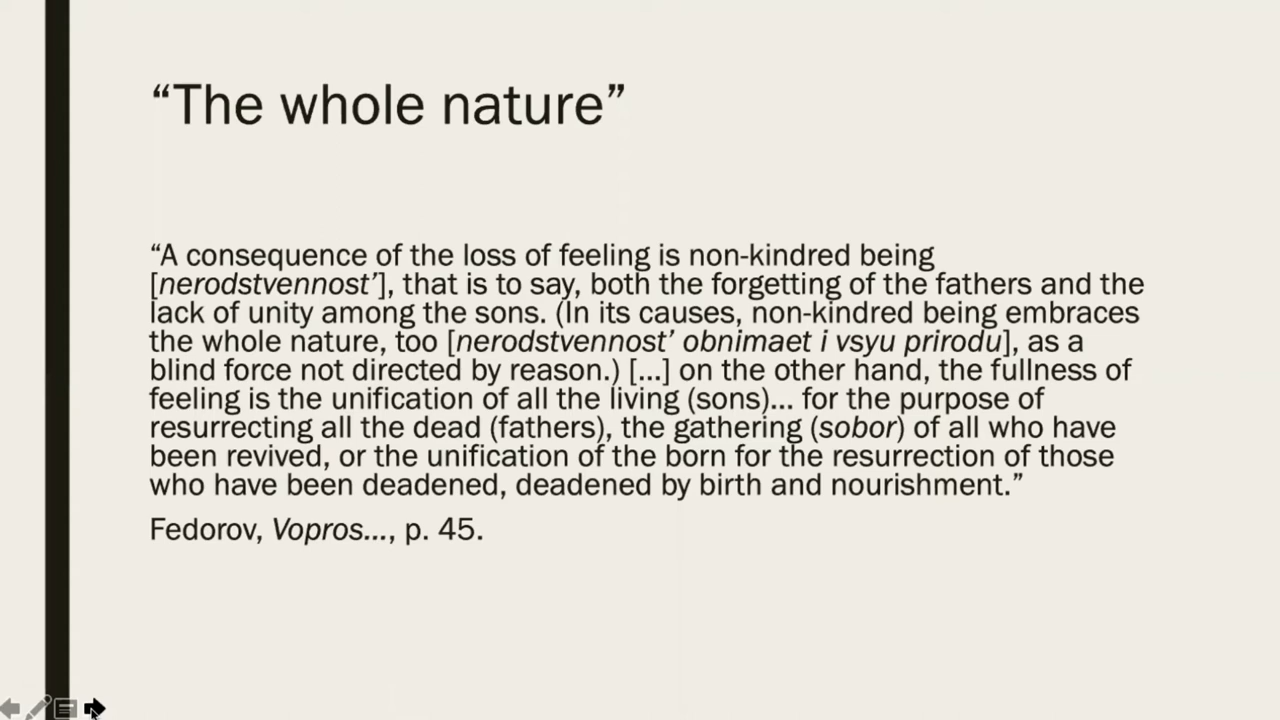 “The whole nature”
“A consequence of the loss of feeling is non-kindred being
[nerodstvennost’], that is to say, both the forgetting of the fathers and the
lack of unity among the sons. (In its causes, non-kindred being embraces
the whole nature, too [nerodstvennost’ obnimaet i vsyu prirodu], as a
blind force not directed by reason.) [...] on the other hand, the fullness of
feeling is the unification of all the living (sons)... for the purpose of
resurrecting all the dead (fathers), the gathering (sobor) of all who have
been revived, or the unification of the born for the resurrection of those
who have been deadened, deadened by birth and nourishment.”
Fedorov, Vopros..., p. 45.